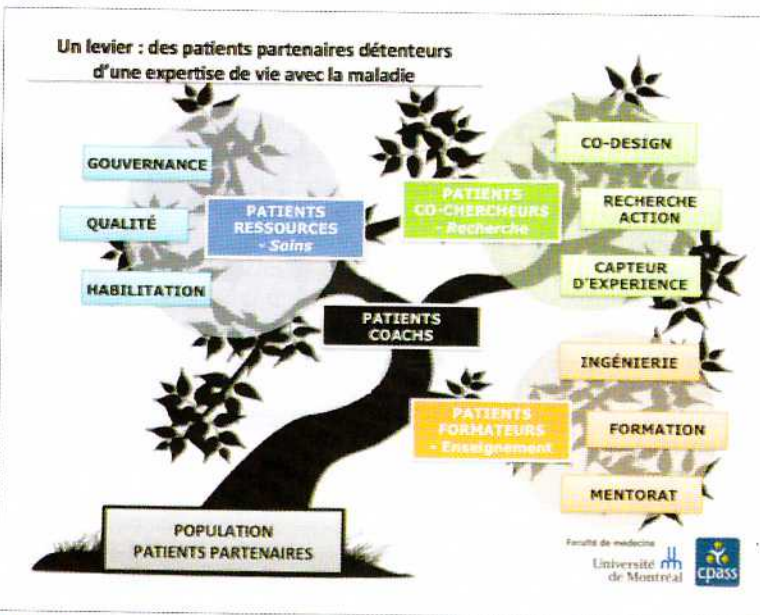 Un levier : des patients partenaires détenteurs
d'une expertise de vie avec la maladie
GOUVERNANCE
QUALITÉ
HABILITATION
PATIENTS
RESSOURCES
- Soins
PATIENTS
CO-CHERCHEURS
- Recherche
CO-DESIGN
RECHERCHE
ACTION
CAPTEUR
D'EXPERIENCE
PATIENTS
COACHS
PATIENTS
FORMATEURS
- Enseignement
INGÉNIERIE
FORMATION
MENTORAT
POPULATION
PATIENTS PARTENAIRES
Faculté de médecine
Université
de Montréal
cpass